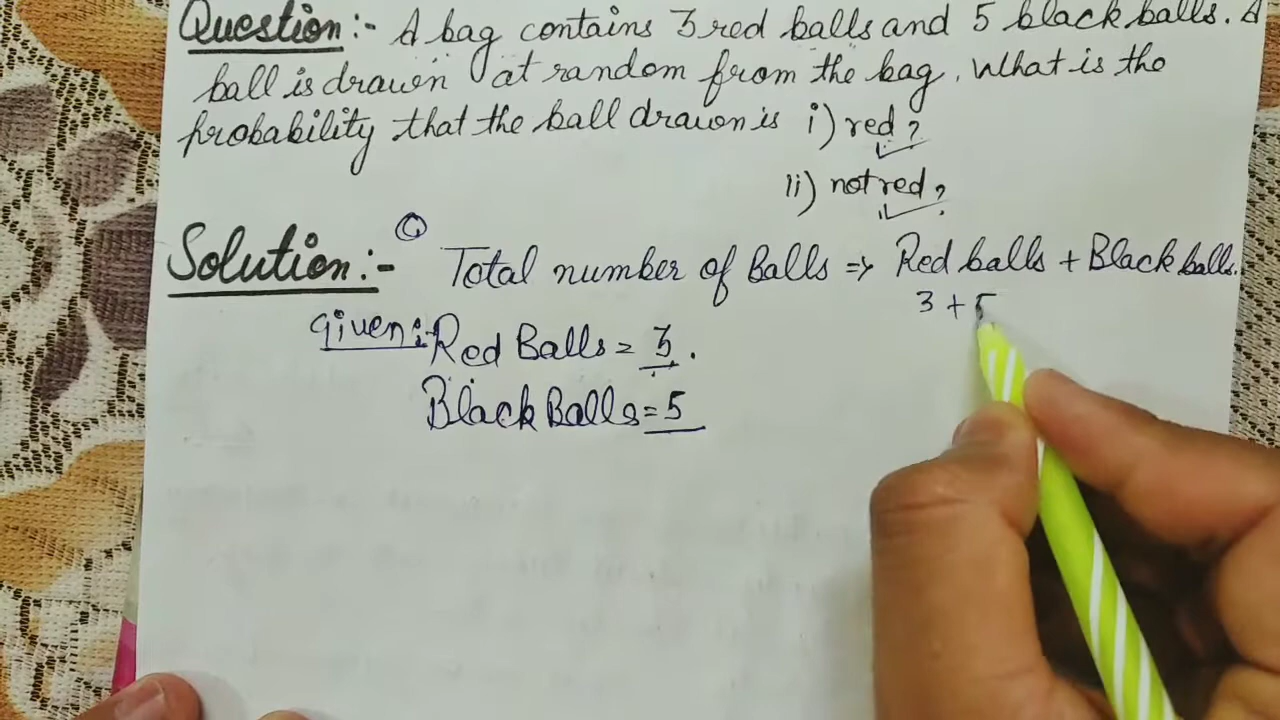 Question:- A bag contains 3 red balls and 5 black balls. A
ball is drawn at random from the bag. What is the
probability that the ball drawn is i) red?
ii) not red?
Solution:- Total number of Balls => Red balls + Black balls.
3 + 5
given:- Red Balls = 3.
Black Balls = 5